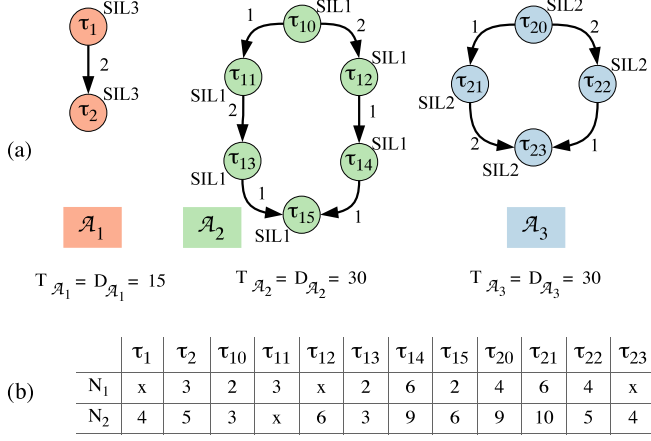 SIL3
τ1
2
SIL3
τ2
SIL1
τ10
1
2
SIL1
τ11
SIL1
τ12
2
1
SIL1
τ13
SIL1
τ14
1
1
τ15
SIL1
SIL2
τ20
1
2
SIL2
τ21
SIL2
τ22
2
1
τ23
SIL2
(a)
𝒜1
𝒜2
𝒜3
T𝒜1 = D𝒜1 = 15
T𝒜2 = D𝒜2 = 30
T𝒜3 = D𝒜3 = 30
(b)
τ1 τ2 τ10 τ11 τ12 τ13 τ14 τ15 τ20 τ21 τ22 τ23
N1 x 3 2 3 x 2 6 2 4 6 4 x
N2 4 5 3 x 6 3 9 6 9 10 5 4